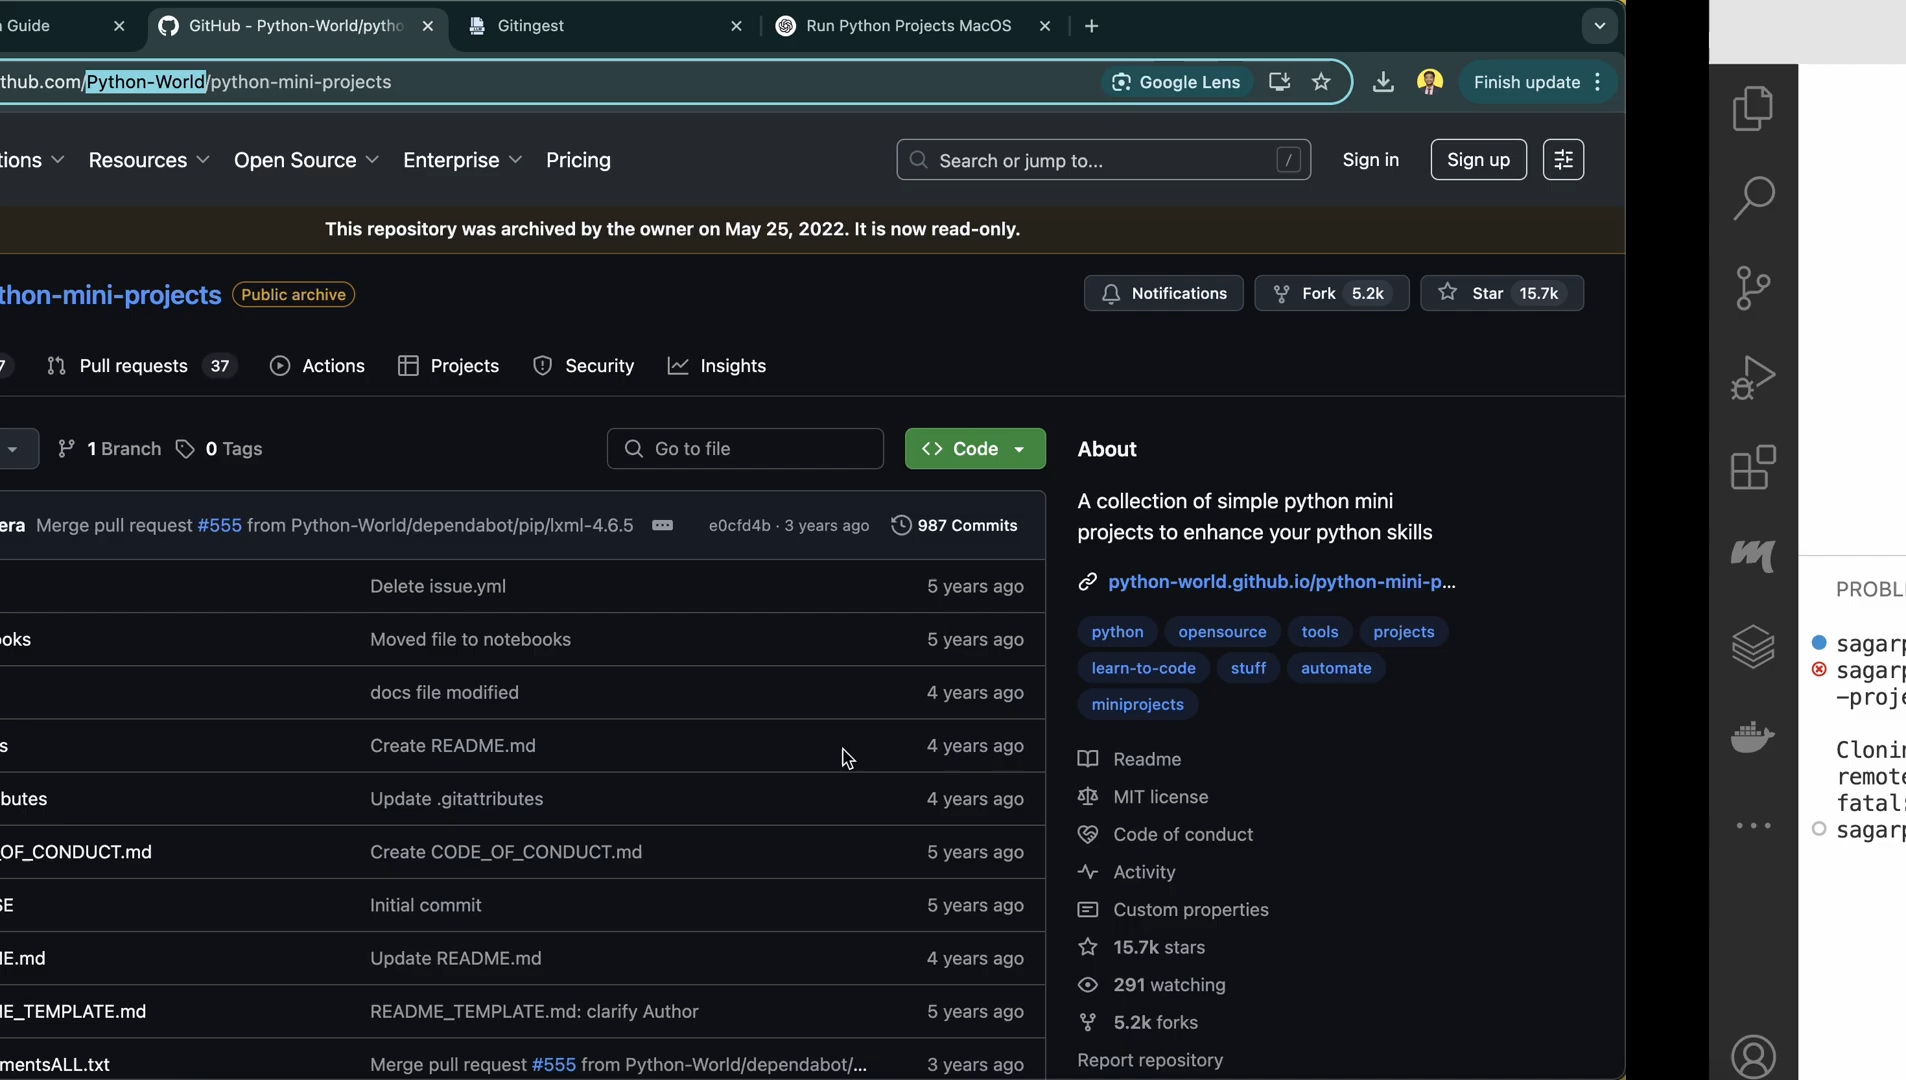 Guide
GitHub - Python-World/pytho
Gitingest
Run Python Projects MacOS
thub.com/Python-World/python-mini-projects
Google Lens
Finish update
tions
Resources
Open Source
Enterprise
Pricing
Search or jump to...
/
Sign in
Sign up
This repository was archived by the owner on May 25, 2022. It is now read-only.
thon-mini-projects
Public archive
Notifications
Fork 5.2k
Star 15.7k
7
Pull requests 37
Actions
Projects
Security
Insights
1 Branch
0 Tags
Go to file
Code
About
A collection of simple python mini
projects to enhance your python skills
python-world.github.io/python-mini-p...
python opensource tools projects
learn-to-code stuff automate
miniprojects
Readme
MIT license
Code of conduct
Activity
Custom properties
15.7k stars
291 watching
5.2k forks
Report repository
era Merge pull request #555 from Python-World/dependabot/pip/lxml-4.6.5 e0cfd4b · 3 years ago 987 Commits
Delete issue.yml 5 years ago
ooks Moved file to notebooks 5 years ago
docs file modified 4 years ago
s Create README.md 4 years ago
butes Update .gitattributes 4 years ago
OF_CONDUCT.md Create CODE_OF_CONDUCT.md 5 years ago
SE Initial commit 5 years ago
E.md Update README.md 4 years ago
E_TEMPLATE.md README_TEMPLATE.md: clarify Author 5 years ago
mentsALL.txt Merge pull request #555 from Python-World/dependabot/... 3 years ago
PROBL
sagarp
sagarp
-proje
Clonin
remote
fatal:
sagarp